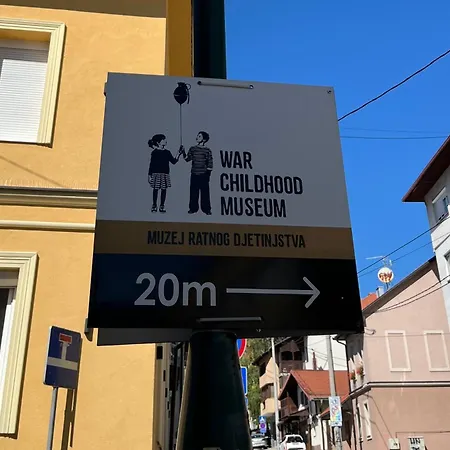 WAR
CHILDHOOD
MUSEUM
MUZEJ RATNOG DJETINJSTVA
20m